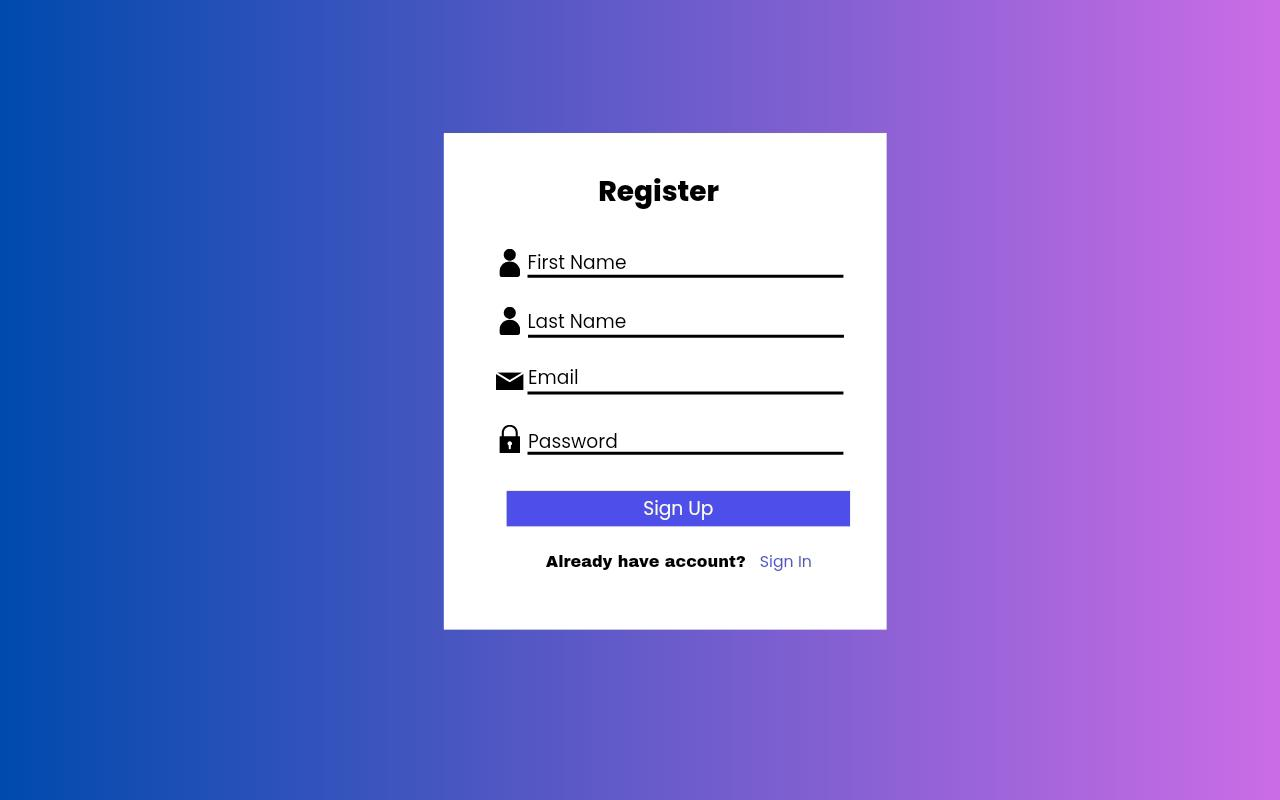 Register
First Name
Last Name
Email
Password
Sign Up
Already have account? Sign In